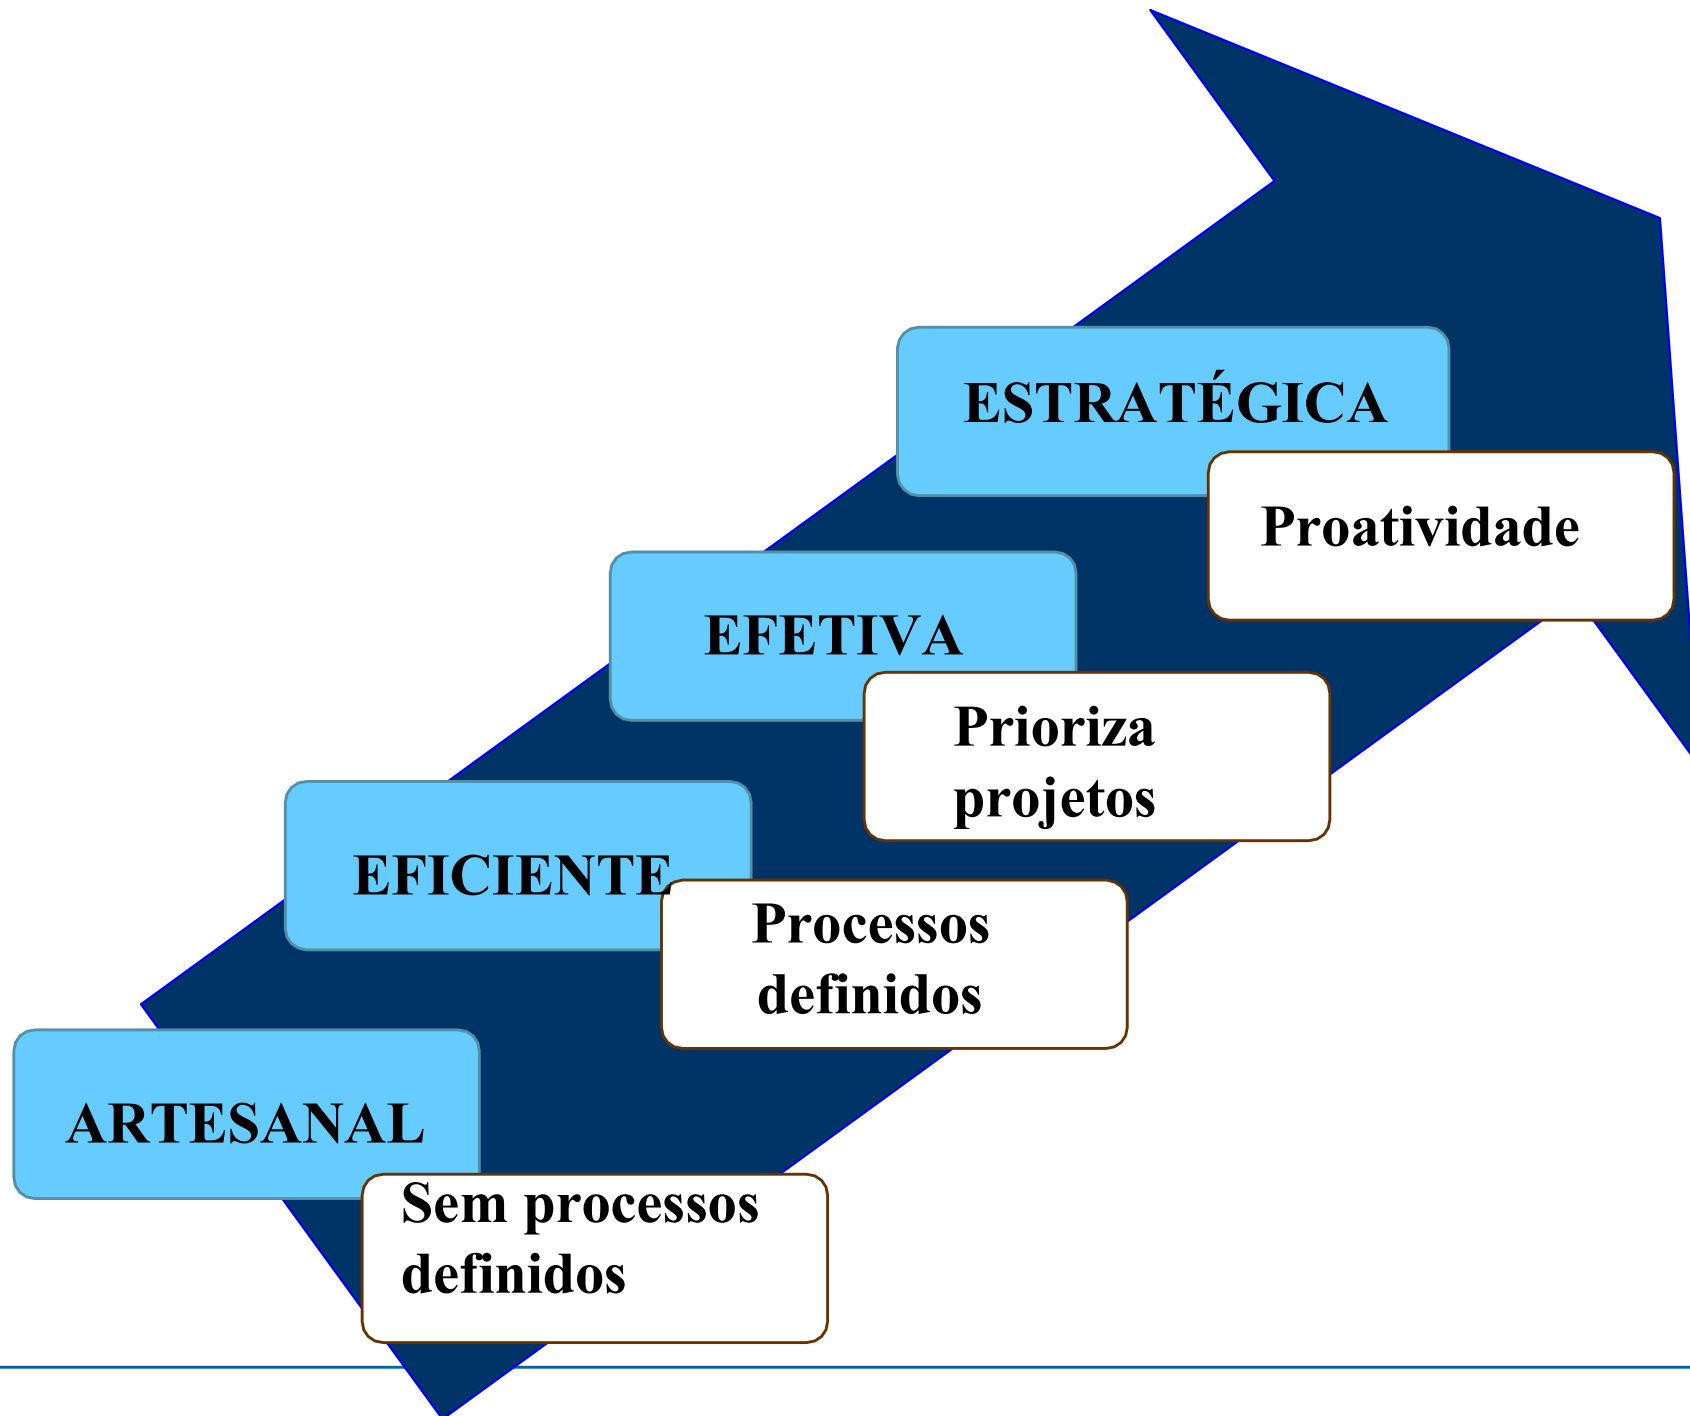 ESTRATÉGICA
Proatividade
EFETIVA
Prioriza
projetos
EFICIENTE
Processos
definidos
ARTESANAL
Sem processos
definidos